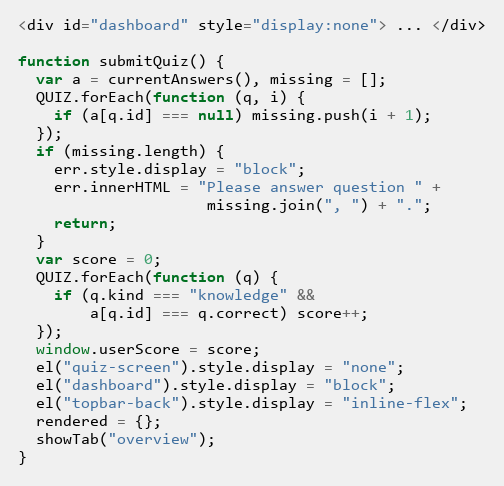 <div id="dashboard" style="display:none"> ... </div>

function submitQuiz() {
  var a = currentAnswers(), missing = [];
  QUIZ.forEach(function (q, i) {
    if (a[q.id] === null) missing.push(i + 1);
  });
  if (missing.length) {
    err.style.display = "block";
    err.innerHTML = "Please answer question " +
                     missing.join(", ") + ".";
    return;
  }
  var score = 0;
  QUIZ.forEach(function (q) {
    if (q.kind === "knowledge" &&
        a[q.id] === q.correct) score++;
  });
  window.userScore = score;
  el("quiz-screen").style.display = "none";
  el("dashboard").style.display = "block";
  el("topbar-back").style.display = "inline-flex";
  rendered = {};
  showTab("overview");
}